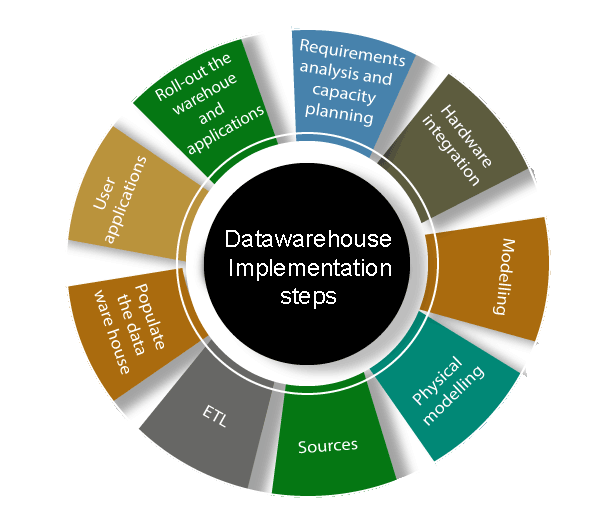 Requirements
analysis and
capacity
planning
Hardware
integration
Modelling
Physical
modelling
Sources
ETL
Populate
the data
ware house
User
applications
Roll-out the
warehoue
and
applications
Datawarehouse
Implementation
steps